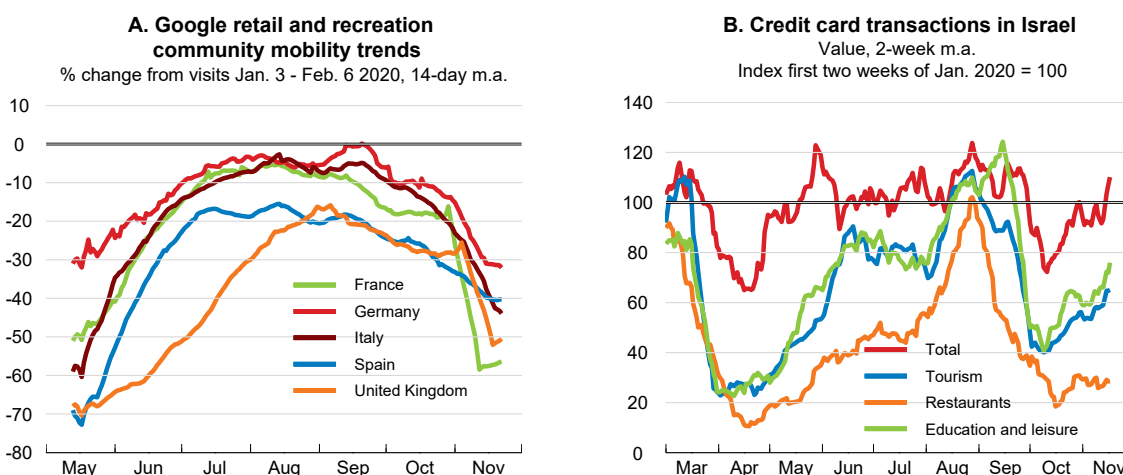 A. Google retail and recreation
community mobility trends
% change from visits Jan. 3 - Feb. 6 2020, 14-day m.a.
10
0
-10
-20
-30
-40
-50
-60
-70
-80
France
Germany
Italy
Spain
United Kingdom
May Jun Jul Aug Sep Oct Nov
B. Credit card transactions in Israel
Value, 2-week m.a.
Index first two weeks of Jan. 2020 = 100
140
120
100
80
60
40
20
0
Total
Tourism
Restaurants
Education and leisure
Mar Apr May Jun Jul Aug Sep Oct Nov